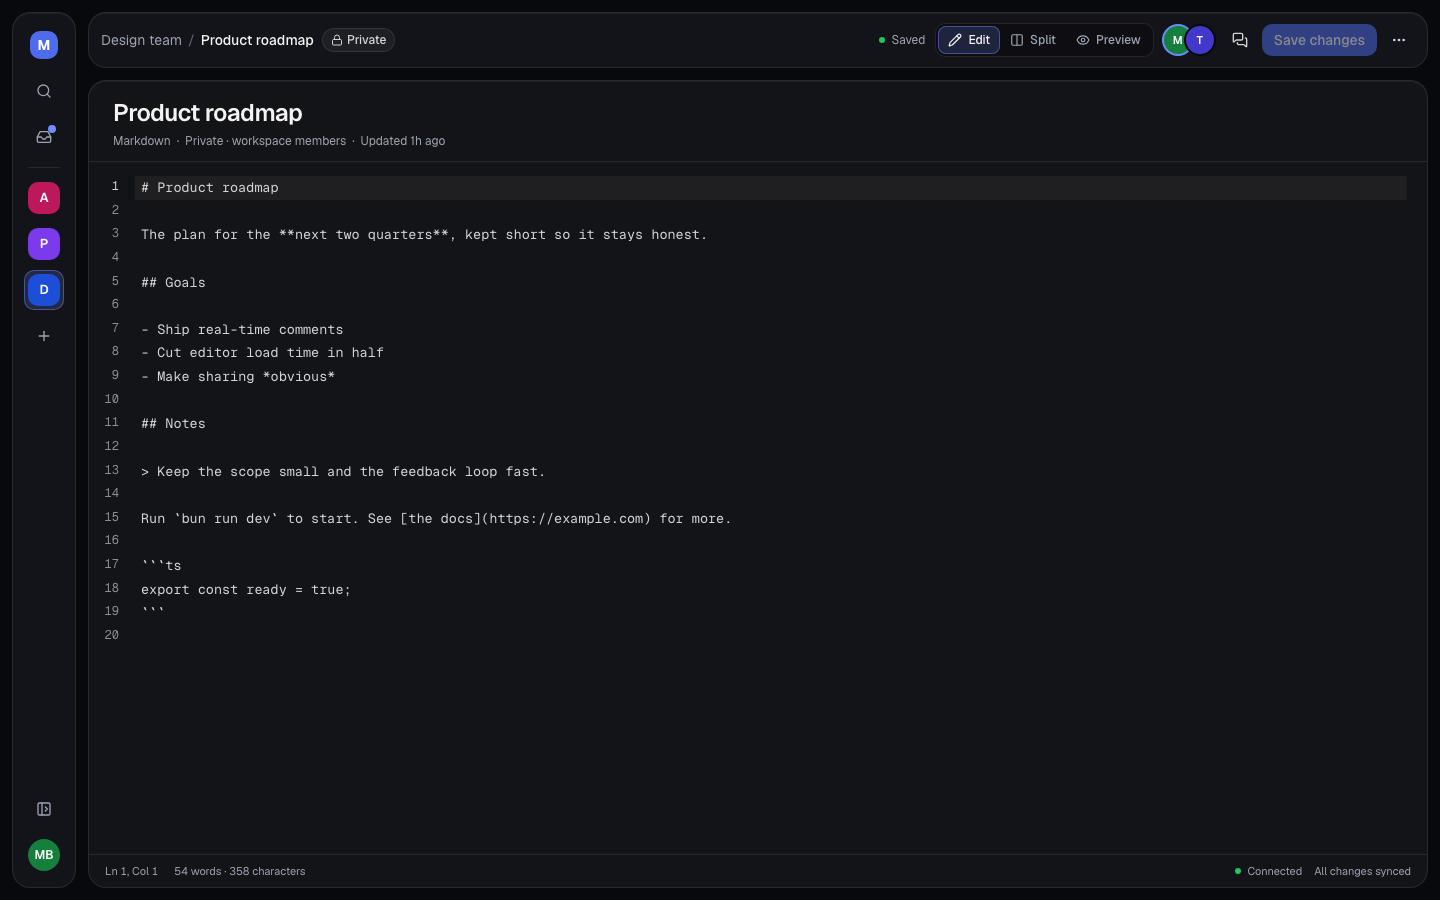 M
Design team / Product roadmap Private
Saved Edit Split Preview M T Save changes
A
P
D
MB
Product roadmap
Markdown · Private · workspace members · Updated 1h ago
1 # Product roadmap
2
3 The plan for the **next two quarters**, kept short so it stays honest.
4
5 ## Goals
6
7 - Ship real-time comments
8 - Cut editor load time in half
9 - Make sharing *obvious*
10
11 ## Notes
12
13 > Keep the scope small and the feedback loop fast.
14
15 Run `bun run dev` to start. See [the docs](https://example.com) for more.
16
17 ```ts
18 export const ready = true;
19 ```
20
Ln 1, Col 1 54 words · 358 characters
Connected All changes synced